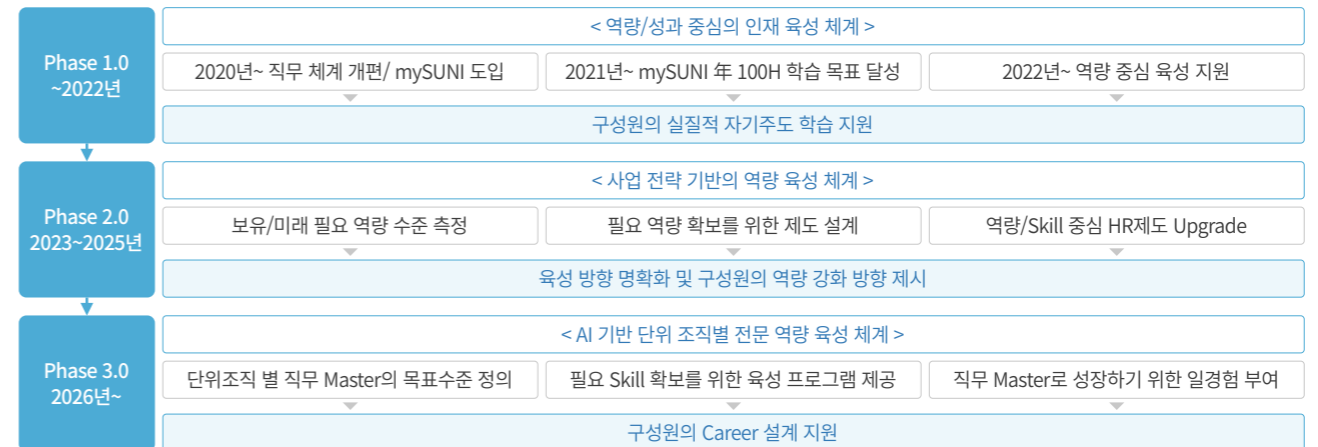 Phase 1.0
~2022년
< 역량/성과 중심의 인재 육성 체계 >
2020년~ 직무 체계 개편/ mySUNI 도입
2021년~ mySUNI 年 100H 학습 목표 달성
2022년~ 역량 중심 육성 지원
구성원의 실질적 자기주도 학습 지원
Phase 2.0
2023~2025년
< 사업 전략 기반의 역량 육성 체계 >
보유/미래 필요 역량 수준 측정
필요 역량 확보를 위한 제도 설계
역량/Skill 중심 HR제도 Upgrade
육성 방향 명확화 및 구성원의 역량 강화 방향 제시
Phase 3.0
2026년~
< AI 기반 단위 조직별 전문 역량 육성 체계 >
단위조직 별 직무 Master의 목표수준 정의
필요 Skill 확보를 위한 육성 프로그램 제공
직무 Master로 성장하기 위한 일경험 부여
구성원의 Career 설계 지원